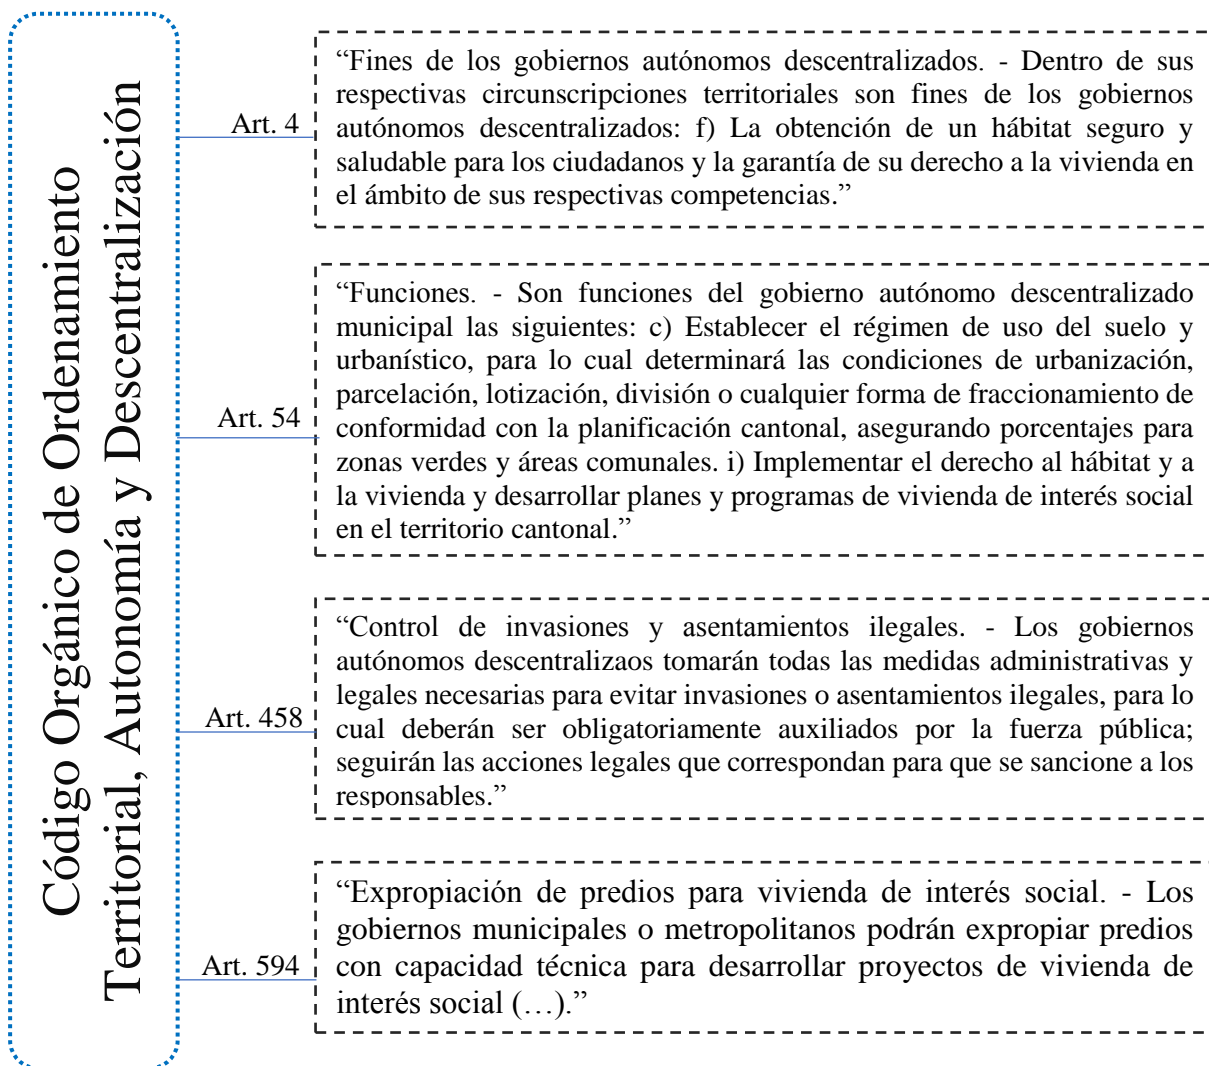 Código Orgánico de Ordenamiento
Territorial, Autonomía y Descentralización
Art. 4
“Fines de los gobiernos autónomos descentralizados. - Dentro de sus
respectivas circunscripciones territoriales son fines de los gobiernos
autónomos descentralizados: f) La obtención de un hábitat seguro y
saludable para los ciudadanos y la garantía de su derecho a la vivienda en
el ámbito de sus respectivas competencias.”
Art. 54
“Funciones. - Son funciones del gobierno autónomo descentralizado
municipal las siguientes: c) Establecer el régimen de uso del suelo y
urbanístico, para lo cual determinará las condiciones de urbanización,
parcelación, lotización, división o cualquier forma de fraccionamiento de
conformidad con la planificación cantonal, asegurando porcentajes para
zonas verdes y áreas comunales. i) Implementar el derecho al hábitat y a
la vivienda y desarrollar planes y programas de vivienda de interés social
en el territorio cantonal.”
Art. 458
“Control de invasiones y asentamientos ilegales. - Los gobiernos
autónomos descentralizaos tomarán todas las medidas administrativas y
legales necesarias para evitar invasiones o asentamientos ilegales, para lo
cual deberán ser obligatoriamente auxiliados por la fuerza pública;
seguirán las acciones legales que correspondan para que se sancione a los
responsables.”
Art. 594
“Expropiación de predios para vivienda de interés social. - Los
gobiernos municipales o metropolitanos podrán expropiar predios
con capacidad técnica para desarrollar proyectos de vivienda de
interés social (…).”